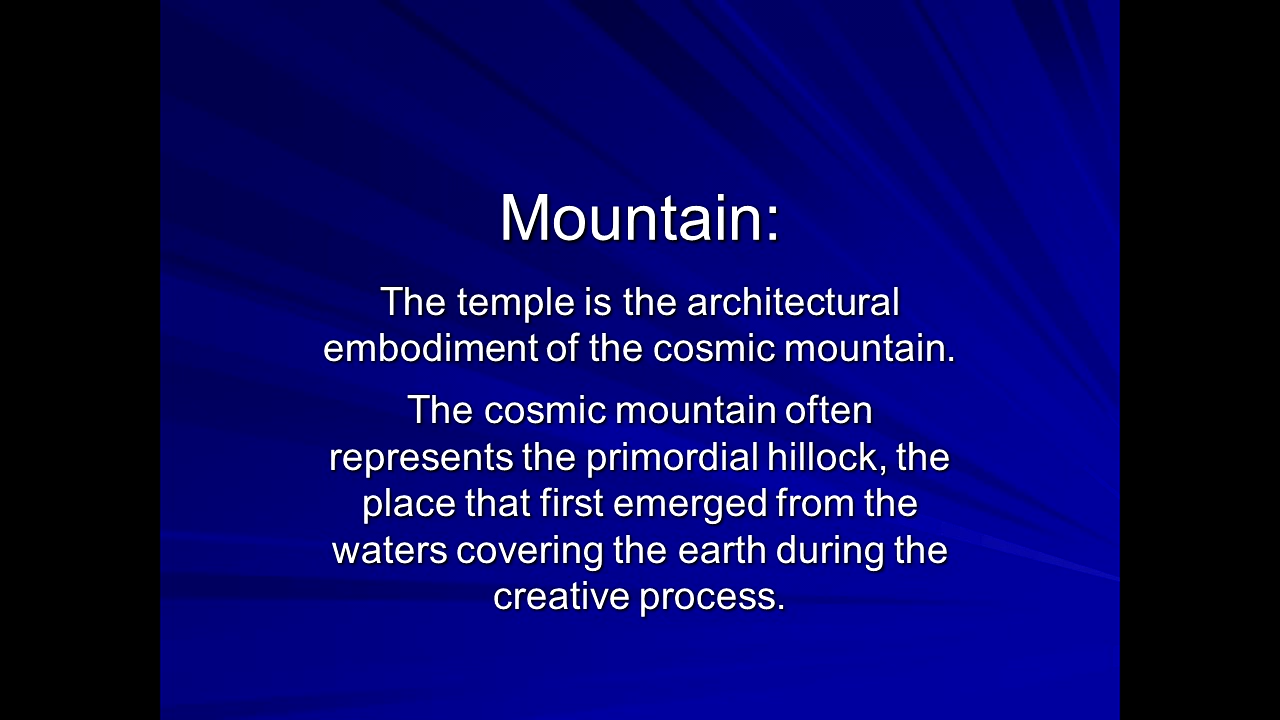 Mountain:
The temple is the architectural
embodiment of the cosmic mountain.
The cosmic mountain often
represents the primordial hillock, the
place that first emerged from the
waters covering the earth during the
creative process.